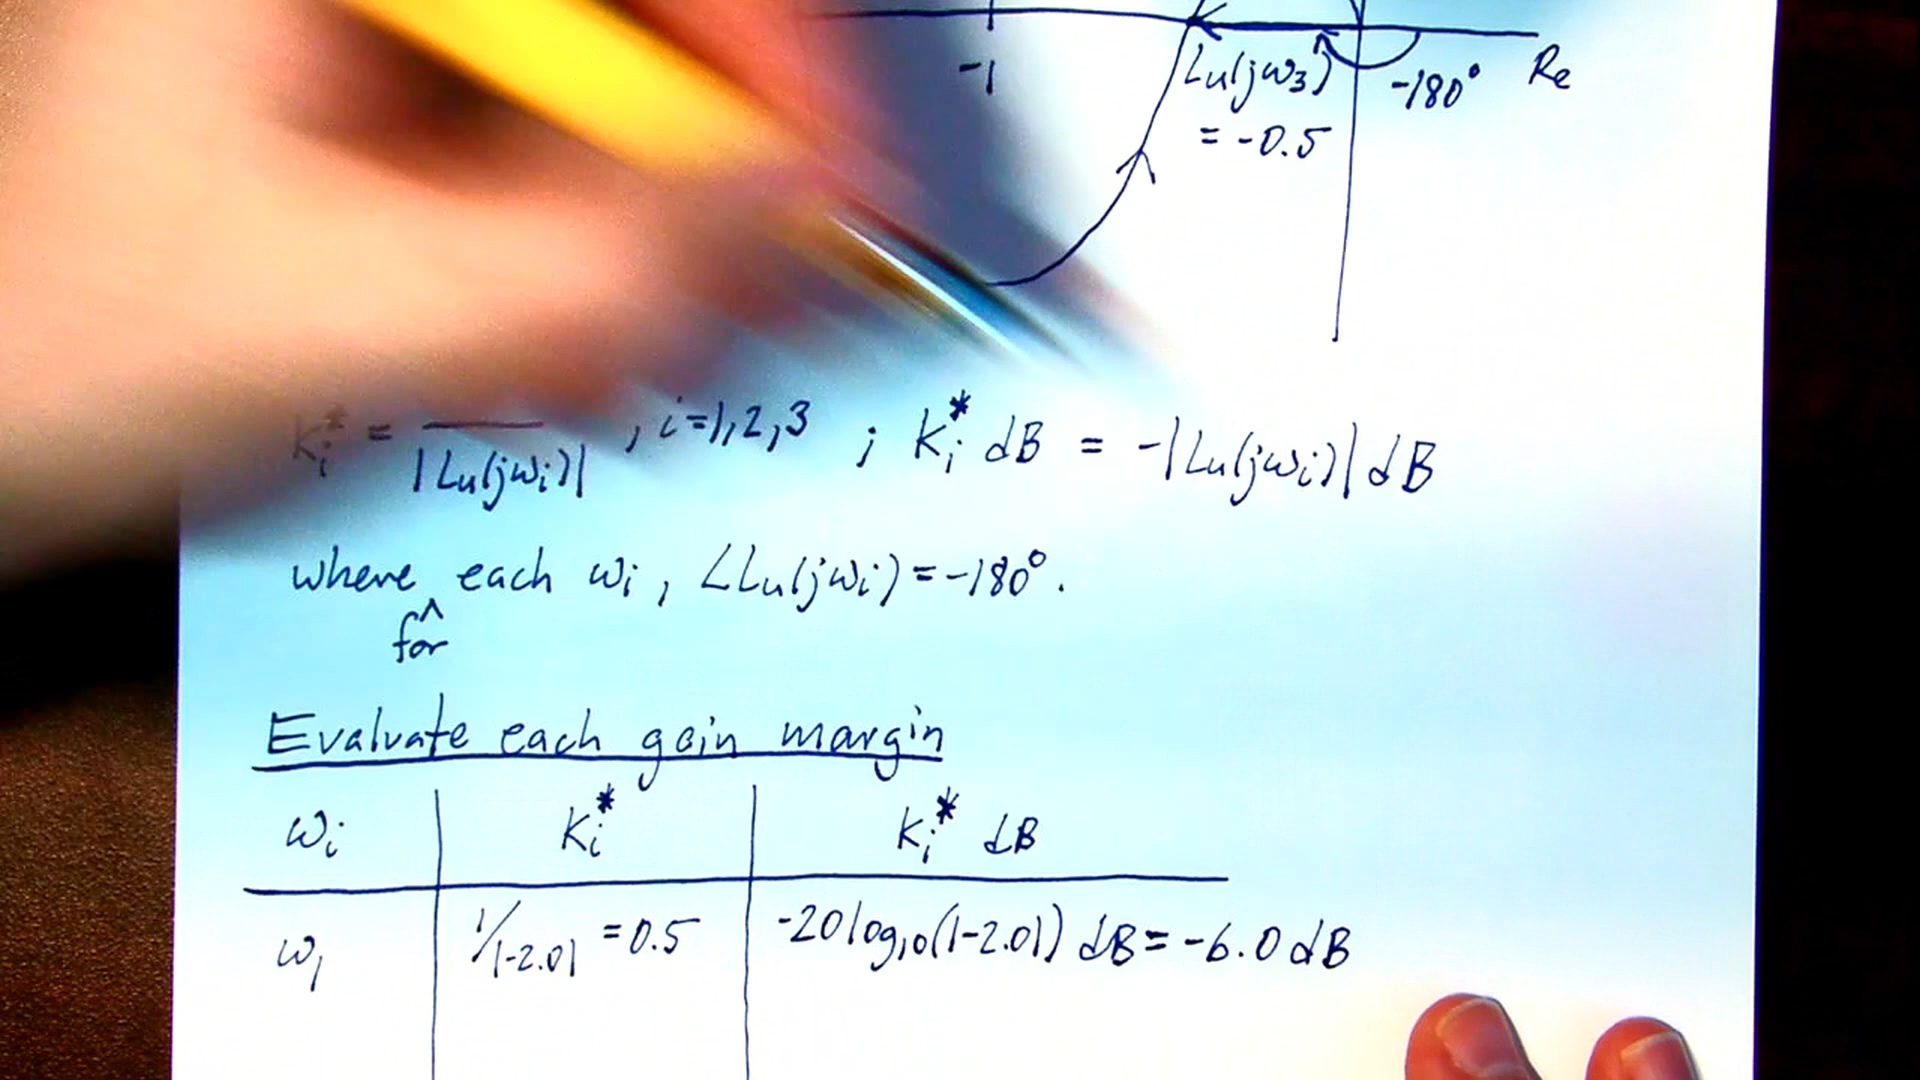 -1
Lu(jω₃)
= -0.5
-180°
Re
Kᵢ* = —/|Lu(jωᵢ)| , i=1,2,3 ; Kᵢ* dB = -|Lu(jωᵢ)| dB
where each ωᵢ, ∠Lu(jωᵢ) = -180°.
^
for
Evaluate each gain margin
ωᵢ Kᵢ* Kᵢ* dB
ω₁ 1/|-2.0| = 0.5 -20log₁₀(|-2.0|) dB = -6.0 dB